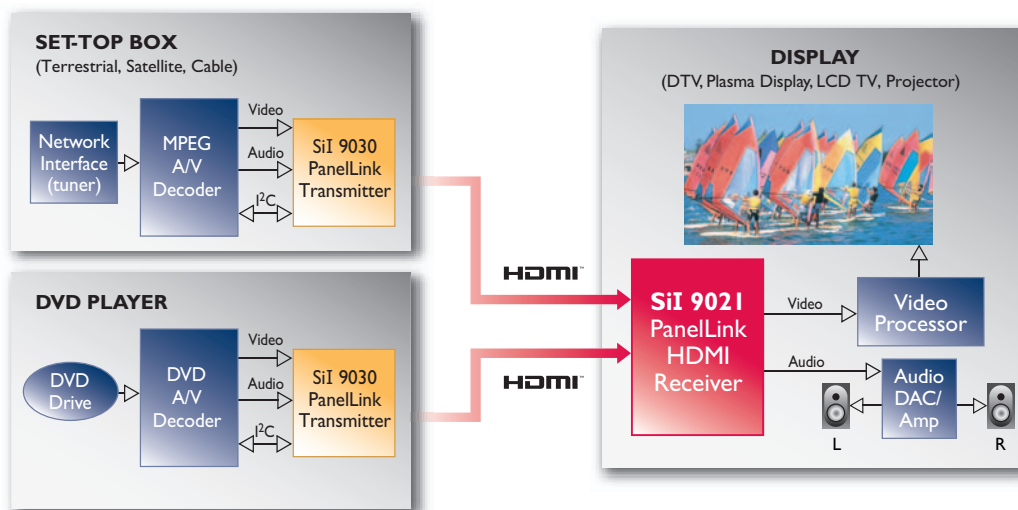 SET-TOP BOX
(Terrestrial, Satellite, Cable)
Network
Interface
(tuner)
MPEG
A/V
Decoder
Video
Audio
I²C
SiI 9030
PanelLink
Transmitter
DVD PLAYER
DVD
Drive
DVD
A/V
Decoder
Video
Audio
I²C
SiI 9030
PanelLink
Transmitter
HDMI™
HDMI™
DISPLAY
(DTV, Plasma Display, LCD TV, Projector)
SiI 9021
PanelLink
HDMI
Receiver
Video
Video
Processor
Audio
Audio
DAC/
Amp
L
R